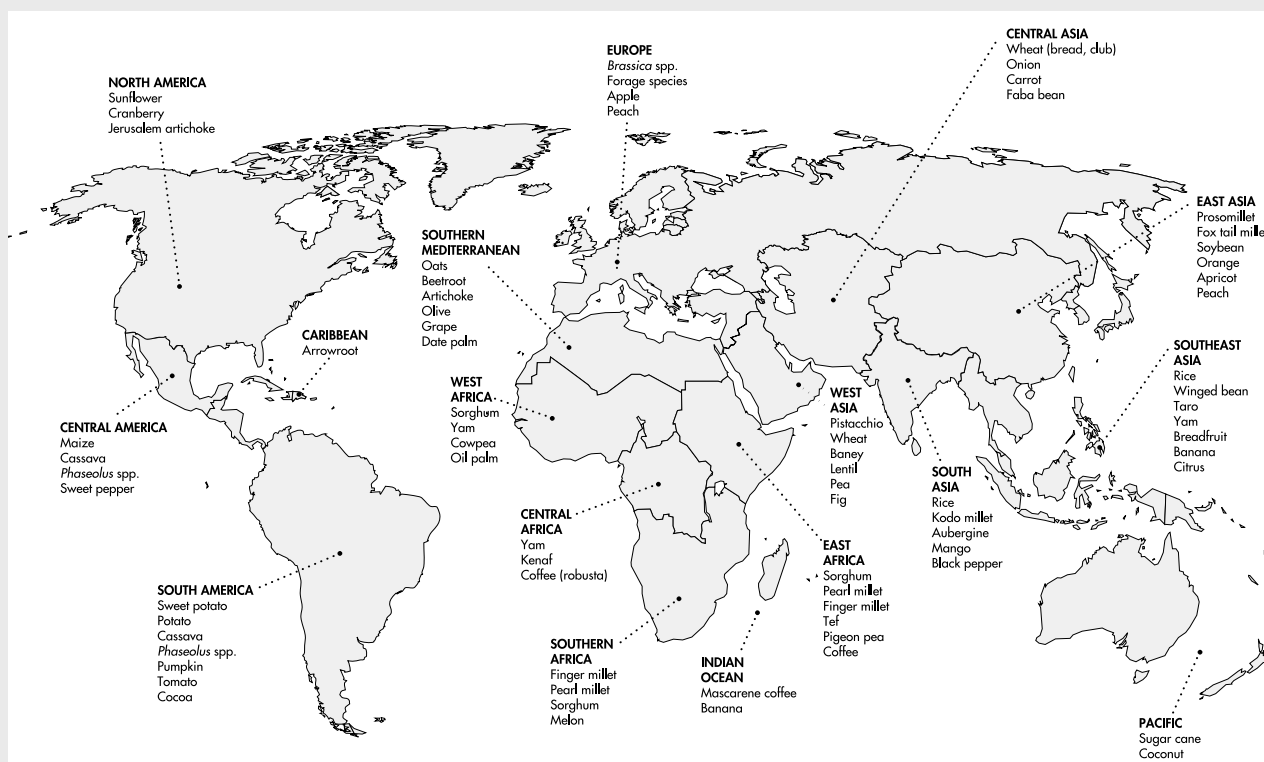 NORTH AMERICA
Sunflower
Cranberry
Jerusalem artichoke
EUROPE
Brassica spp.
Forage species
Apple
Peach
CENTRAL ASIA
Wheat (bread, club)
Onion
Carrot
Faba bean
EAST ASIA
Prosomillet
Fox tail mille
Soybean
Orange
Apricot
Peach
SOUTHERN
MEDITERRANEAN
Oats
Beetroot
Artichoke
Olive
Grape
Date palm
CARIBBEAN
Arrowroot
SOUTHEAST
ASIA
Rice
Winged bean
Taro
Yam
Breadfruit
Banana
Citrus
WEST
AFRICA
Sorghum
Yam
Cowpea
Oil palm
WEST
ASIA
Pistacchio
Wheat
Baney
Lentil
Pea
Fig
CENTRAL AMERICA
Maize
Cassava
Phaseolus spp.
Sweet pepper
SOUTH
ASIA
Rice
Kodo millet
Aubergine
Mango
Black pepper
CENTRAL
AFRICA
Yam
Kenaf
Coffee (robusta)
EAST
AFRICA
Sorghum
Pearl millet
Finger millet
Tef
Pigeon pea
Coffee
SOUTH AMERICA
Sweet potato
Potato
Cassava
Phaseolus spp.
Pumpkin
Tomato
Cocoa
SOUTHERN
AFRICA
Finger millet
Pearl millet
Sorghum
Melon
INDIAN
OCEAN
Mascarene coffee
Banana
PACIFIC
Sugar cane
Coconut